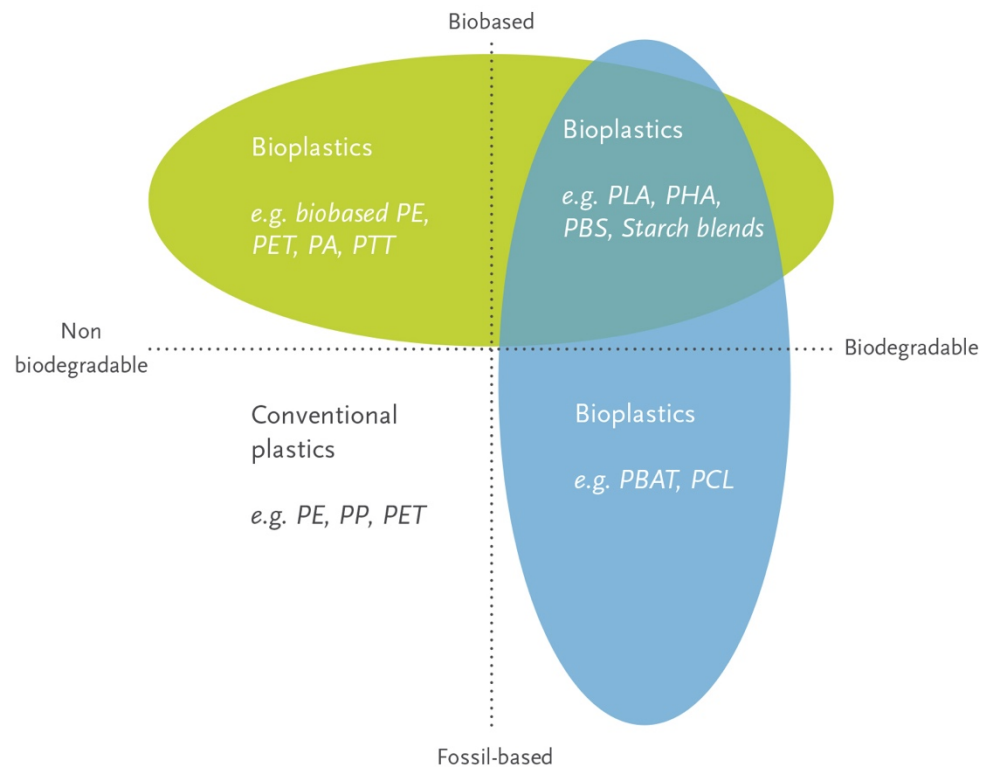 Biobased
Bioplastics
e.g. biobased PE,
PET, PA, PTT
Bioplastics
e.g. PLA, PHA,
PBS, Starch blends
Non
biodegradable
Biodegradable
Conventional
plastics
e.g. PE, PP, PET
Bioplastics
e.g. PBAT, PCL
Fossil-based